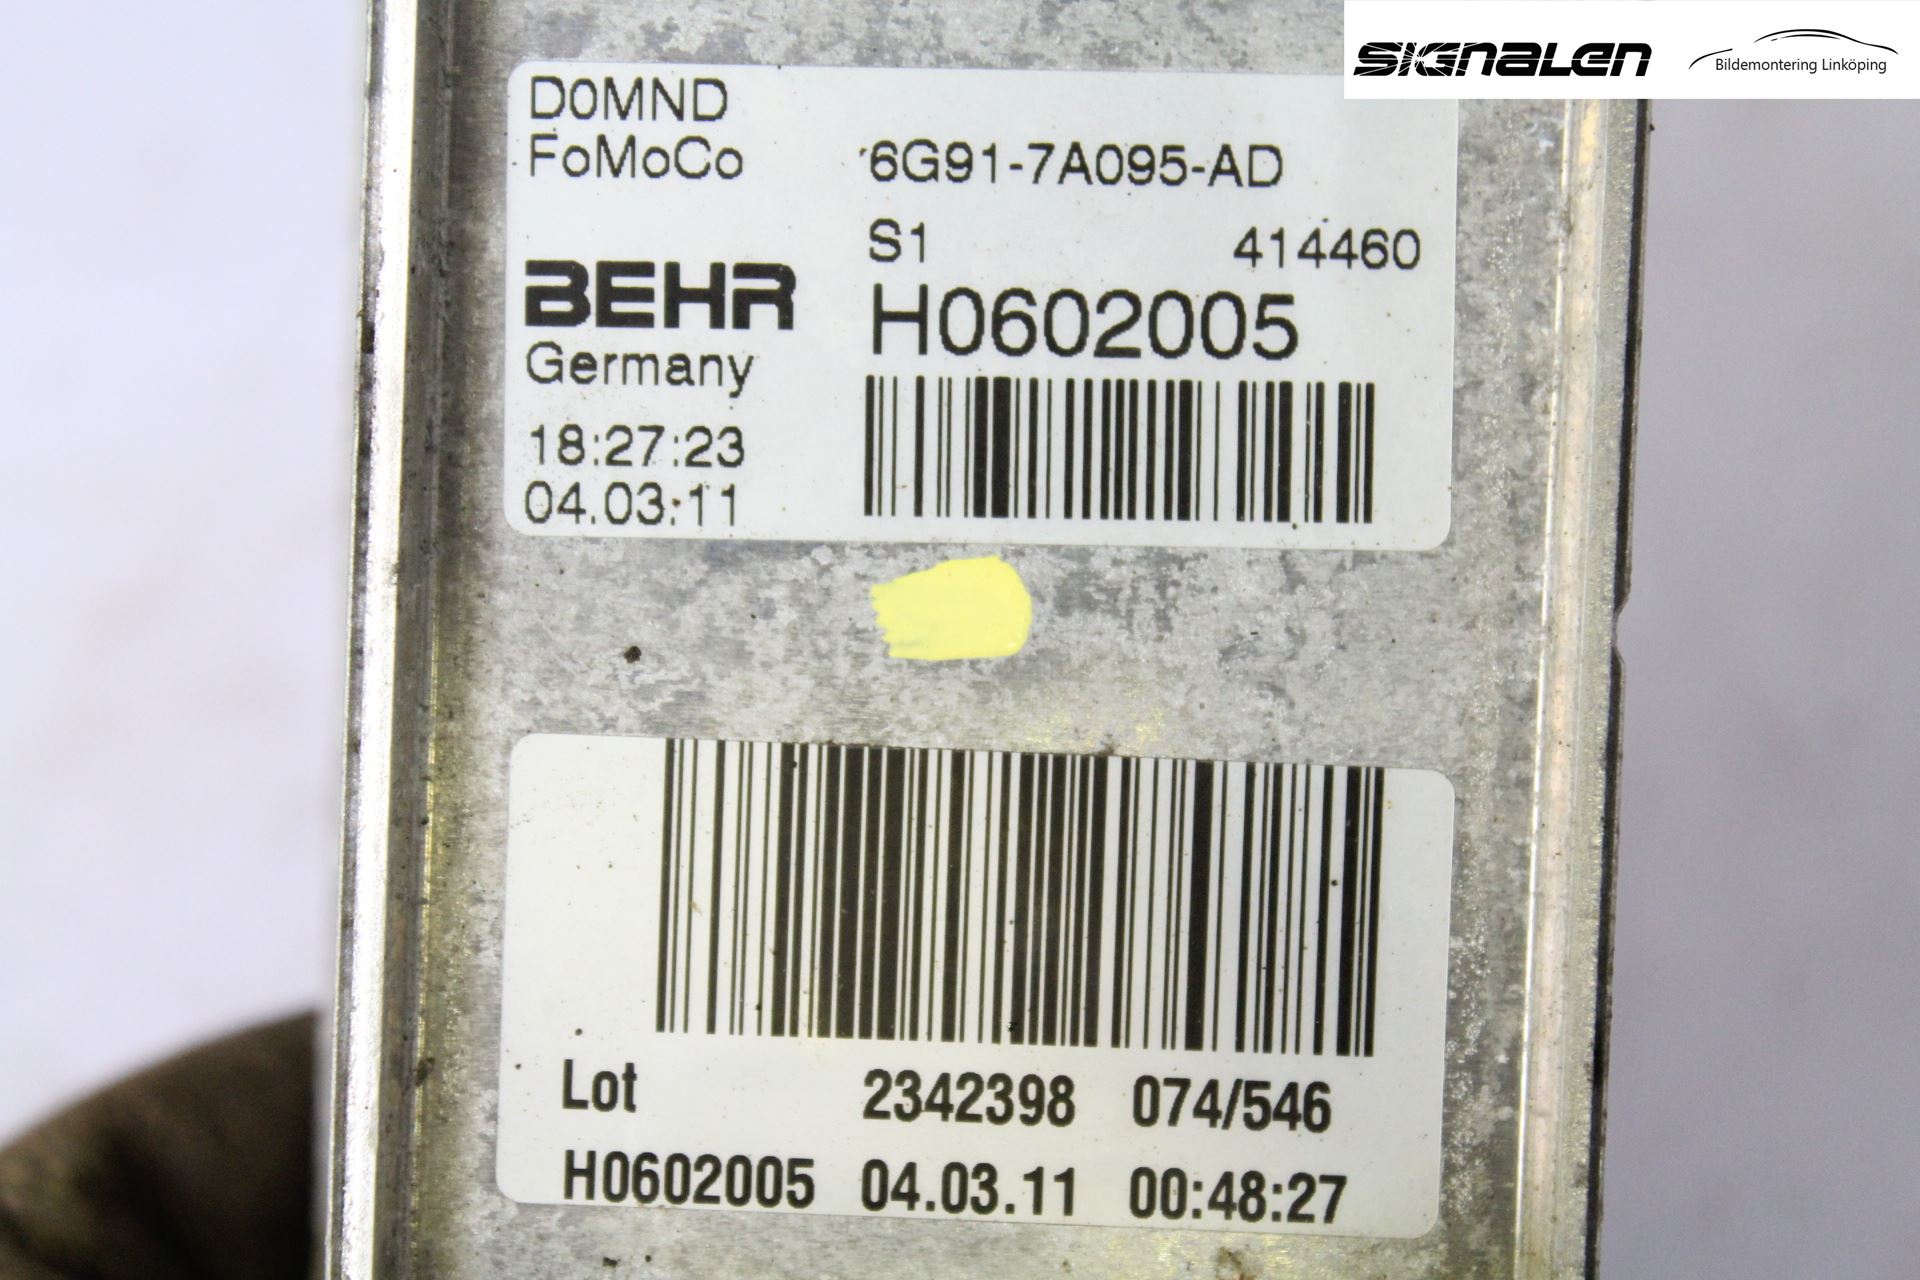 SIGNALEN
Bildemontering Linköping
D0MND
FoMoCo 6G91-7A095-AD
S1 414460
BEHR H0602005
Germany
18:27:23
04.03.11
Lot 2342398 074/546
H0602005 04.03.11 00:48:27